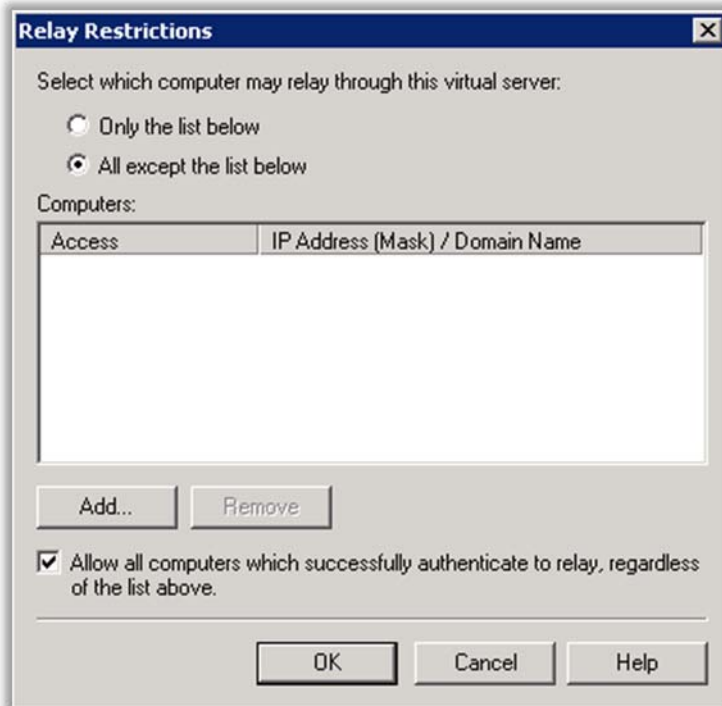 Relay Restrictions
Select which computer may relay through this virtual server:
Only the list below
All except the list below
Computers:
Access IP Address (Mask) / Domain Name
Add... Remove
Allow all computers which successfully authenticate to relay, regardless
of the list above.
OK Cancel Help